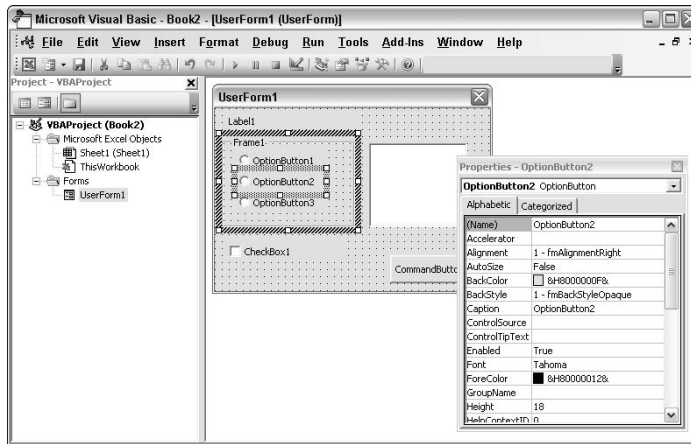 Microsoft Visual Basic - Book2 - [UserForm1 (UserForm)]
File Edit View Insert Format Debug Run Tools Add-Ins Window Help
Project - VBAProject
VBAProject (Book2)
Microsoft Excel Objects
Sheet1 (Sheet1)
ThisWorkbook
Forms
UserForm1
UserForm1
Label1
Frame1
OptionButton1
OptionButton2
OptionButton3
CheckBox1
CommandButto
Properties - OptionButton2
OptionButton2 OptionButton
Alphabetic Categorized
(Name) OptionButton2
Accelerator
Alignment 1 - fmAlignmentRight
AutoSize False
BackColor &H8000000F&
BackStyle 1 - fmBackStyleOpaque
Caption OptionButton2
ControlSource
ControlTipText
Enabled True
Font Tahoma
ForeColor &H80000012&
GroupName
Height 18
HelpContextID 0